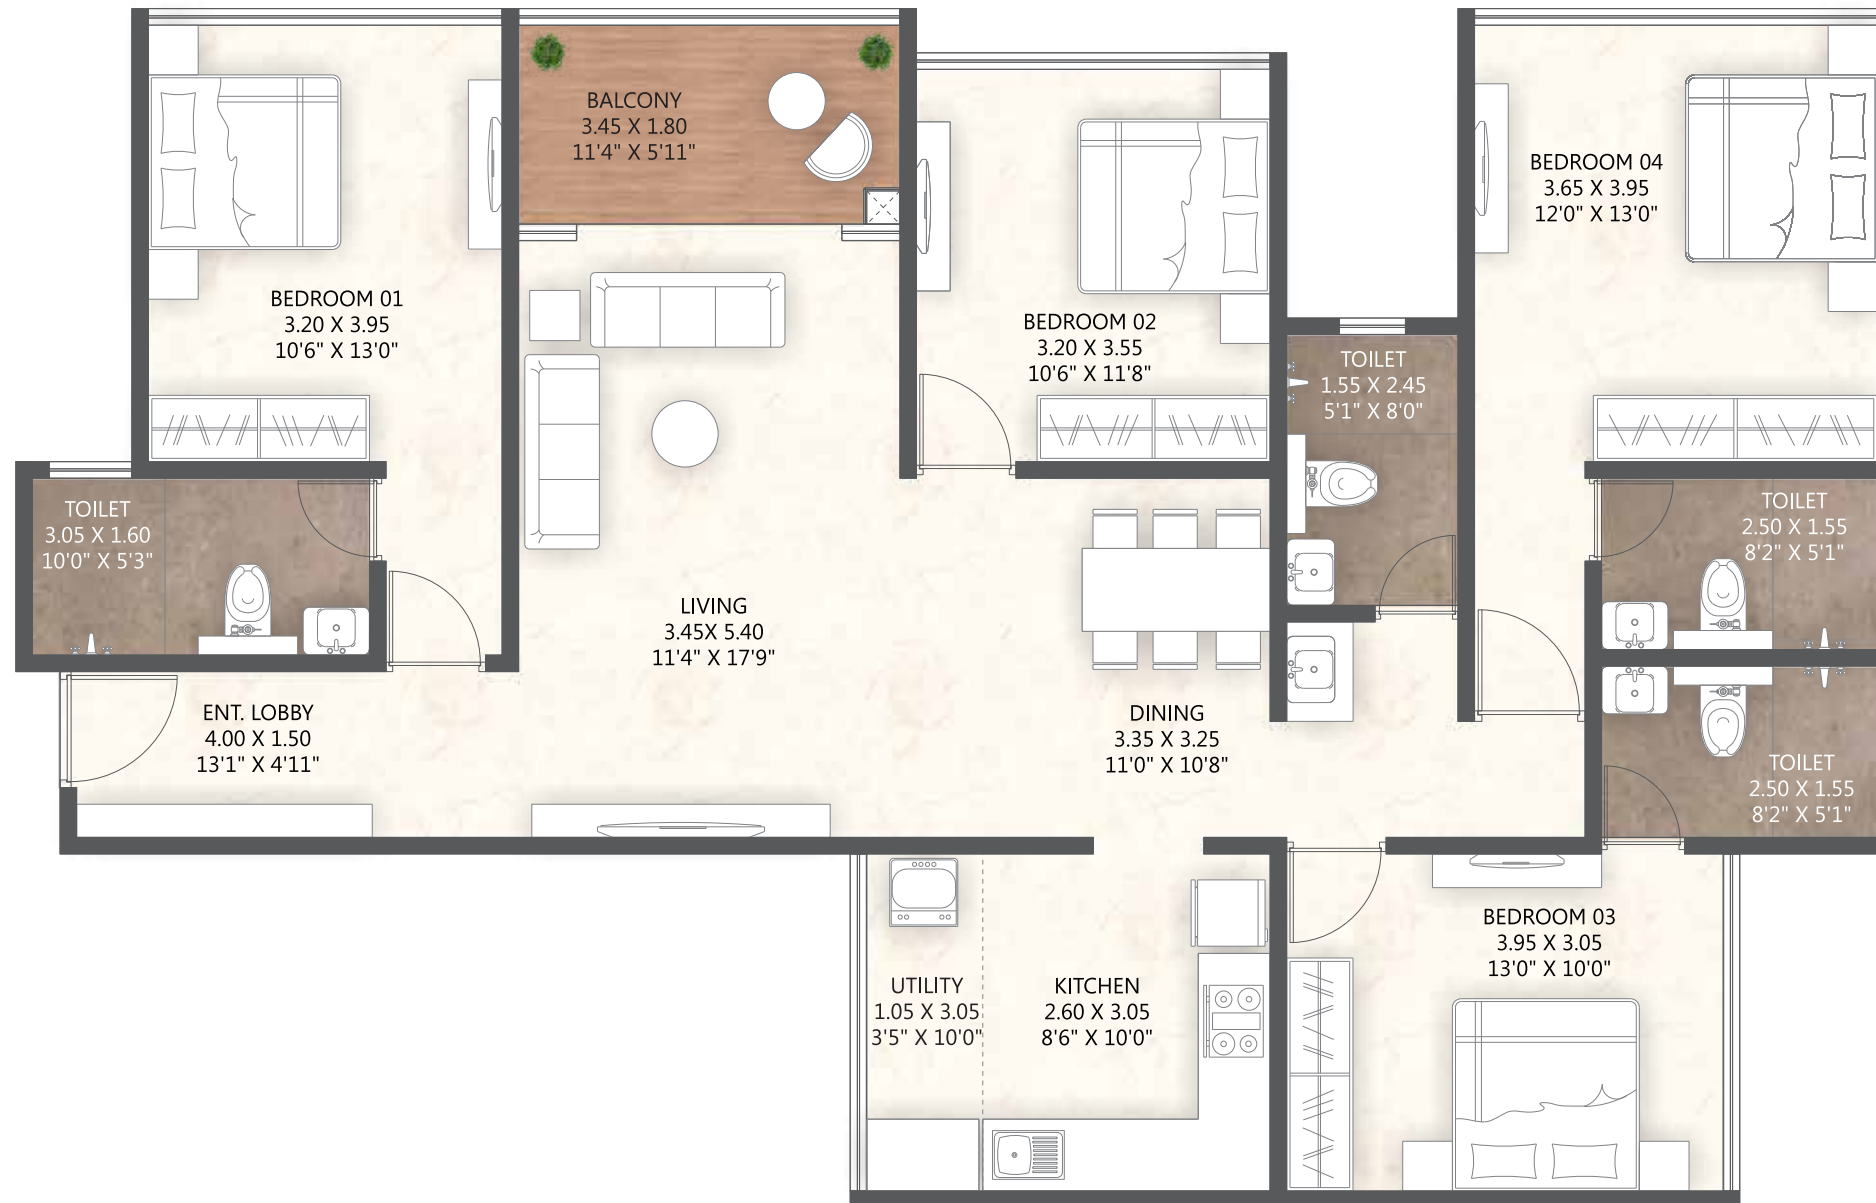 BALCONY
3.45 X 1.80
11'4" X 5'11"
BEDROOM 04
3.65 X 3.95
12'0" X 13'0"
BEDROOM 01
3.20 X 3.95
10'6" X 13'0"
BEDROOM 02
3.20 X 3.55
10'6" X 11'8"
TOILET
1.55 X 2.45
5'1" X 8'0"
TOILET
3.05 X 1.60
10'0" X 5'3"
TOILET
2.50 X 1.55
8'2" X 5'1"
LIVING
3.45X 5.40
11'4" X 17'9"
ENT. LOBBY
4.00 X 1.50
13'1" X 4'11"
DINING
3.35 X 3.25
11'0" X 10'8"
TOILET
2.50 X 1.55
8'2" X 5'1"
BEDROOM 03
3.95 X 3.05
13'0" X 10'0"
UTILITY
1.05 X 3.05
3'5" X 10'0"
KITCHEN
2.60 X 3.05
8'6" X 10'0"